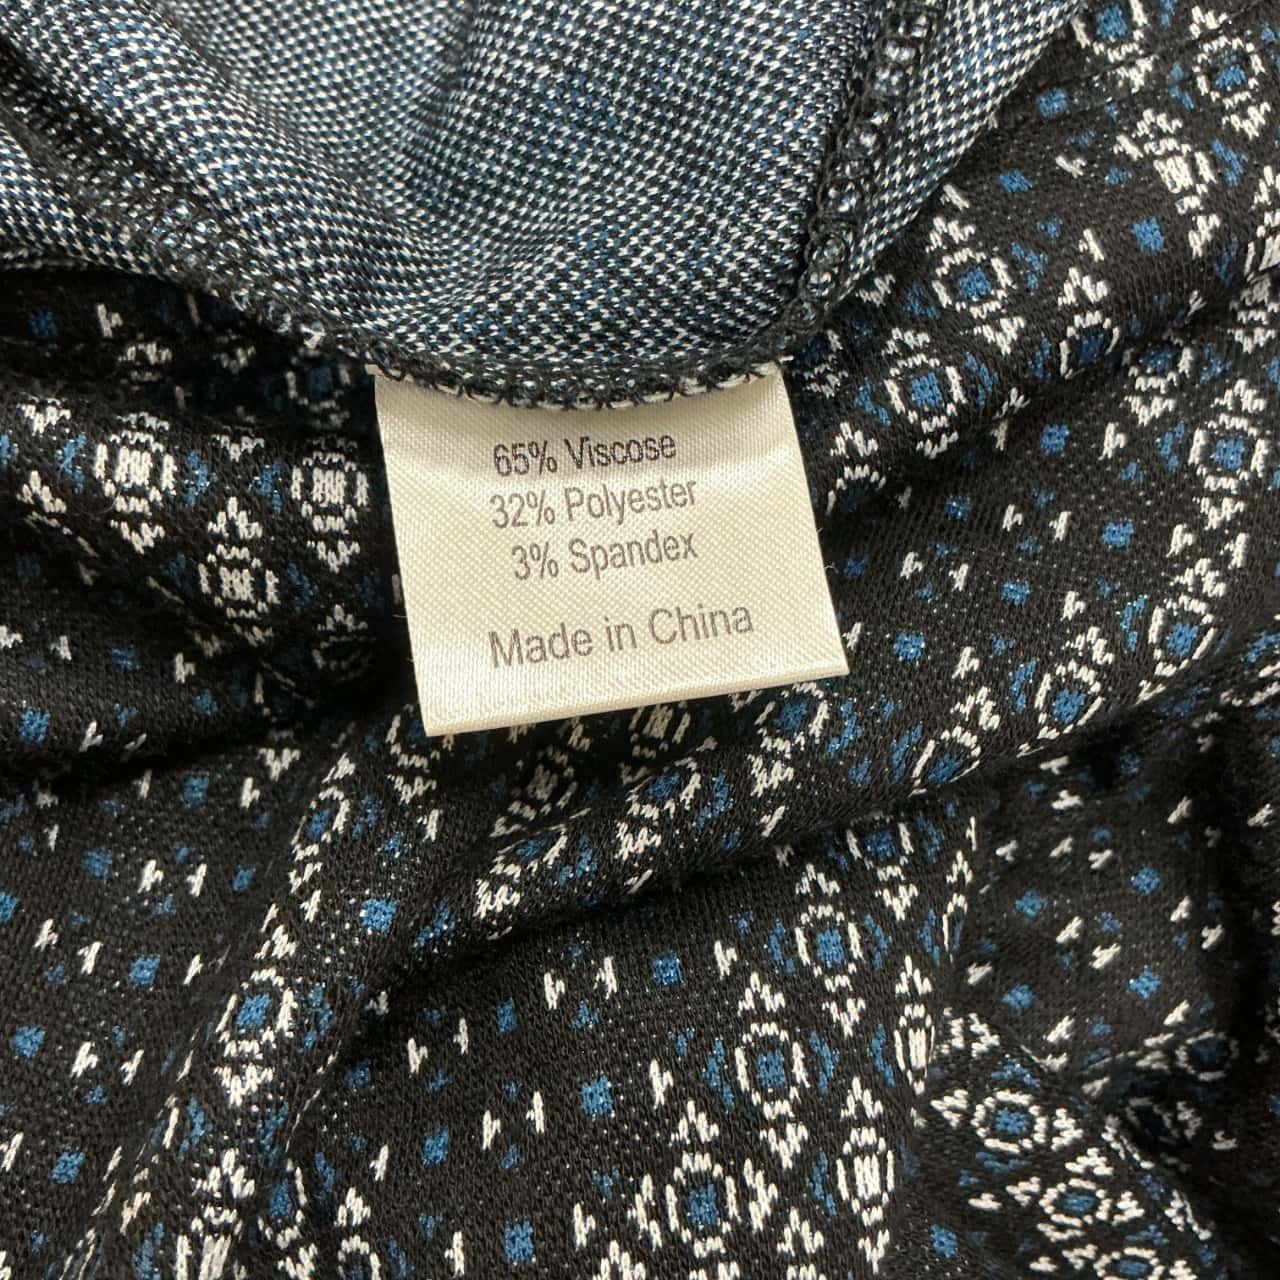 65% Viscose
32% Polyester
3% Spandex
Made in China